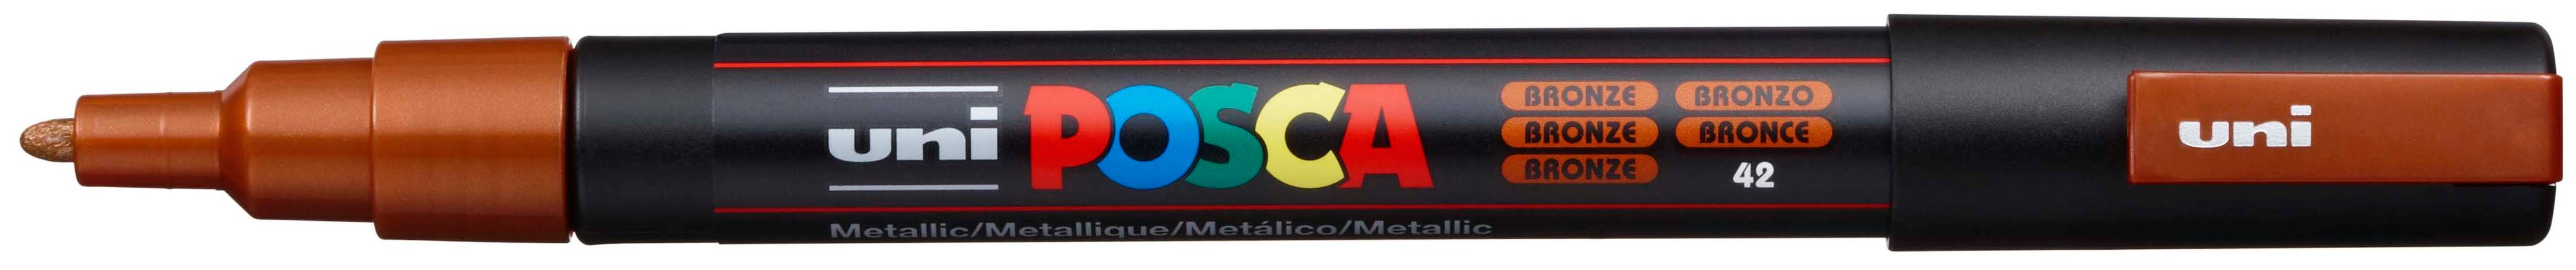 uni POSCA
BRONZE BRONZO
BRONZE BRONCE
BRONZE 42
Metallic/Metallique/Metálico/Metallic
uni